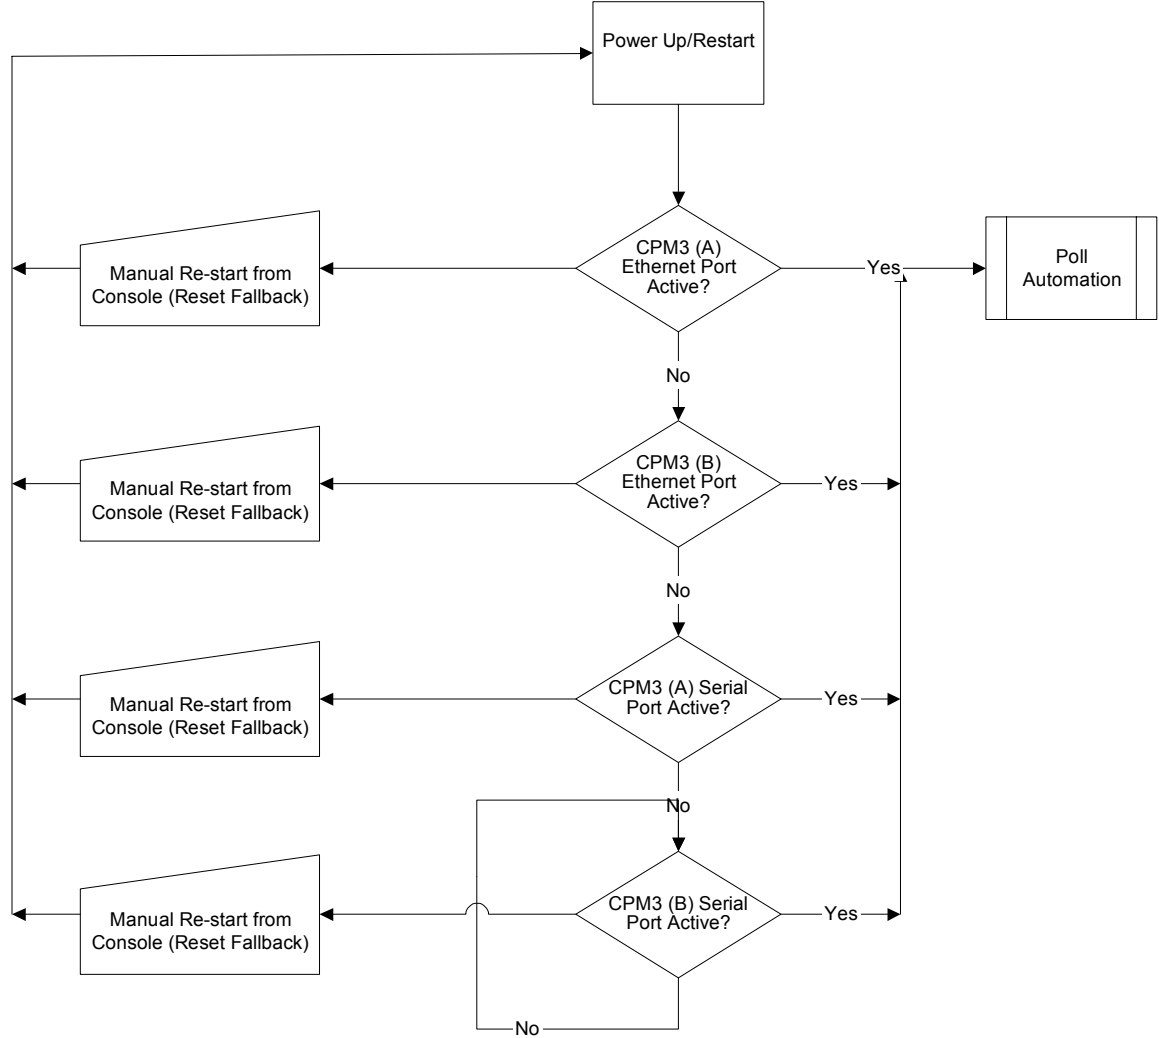 Power Up/Restart
CPM3 (A)
Ethernet Port
Active?
Manual Re-start from
Console (Reset Fallback)
Yes
Poll
Automation
No
CPM3 (B)
Ethernet Port
Active?
Manual Re-start from
Console (Reset Fallback)
Yes
No
CPM3 (A) Serial
Port Active?
Manual Re-start from
Console (Reset Fallback)
Yes
No
CPM3 (B) Serial
Port Active?
Manual Re-start from
Console (Reset Fallback)
Yes
No